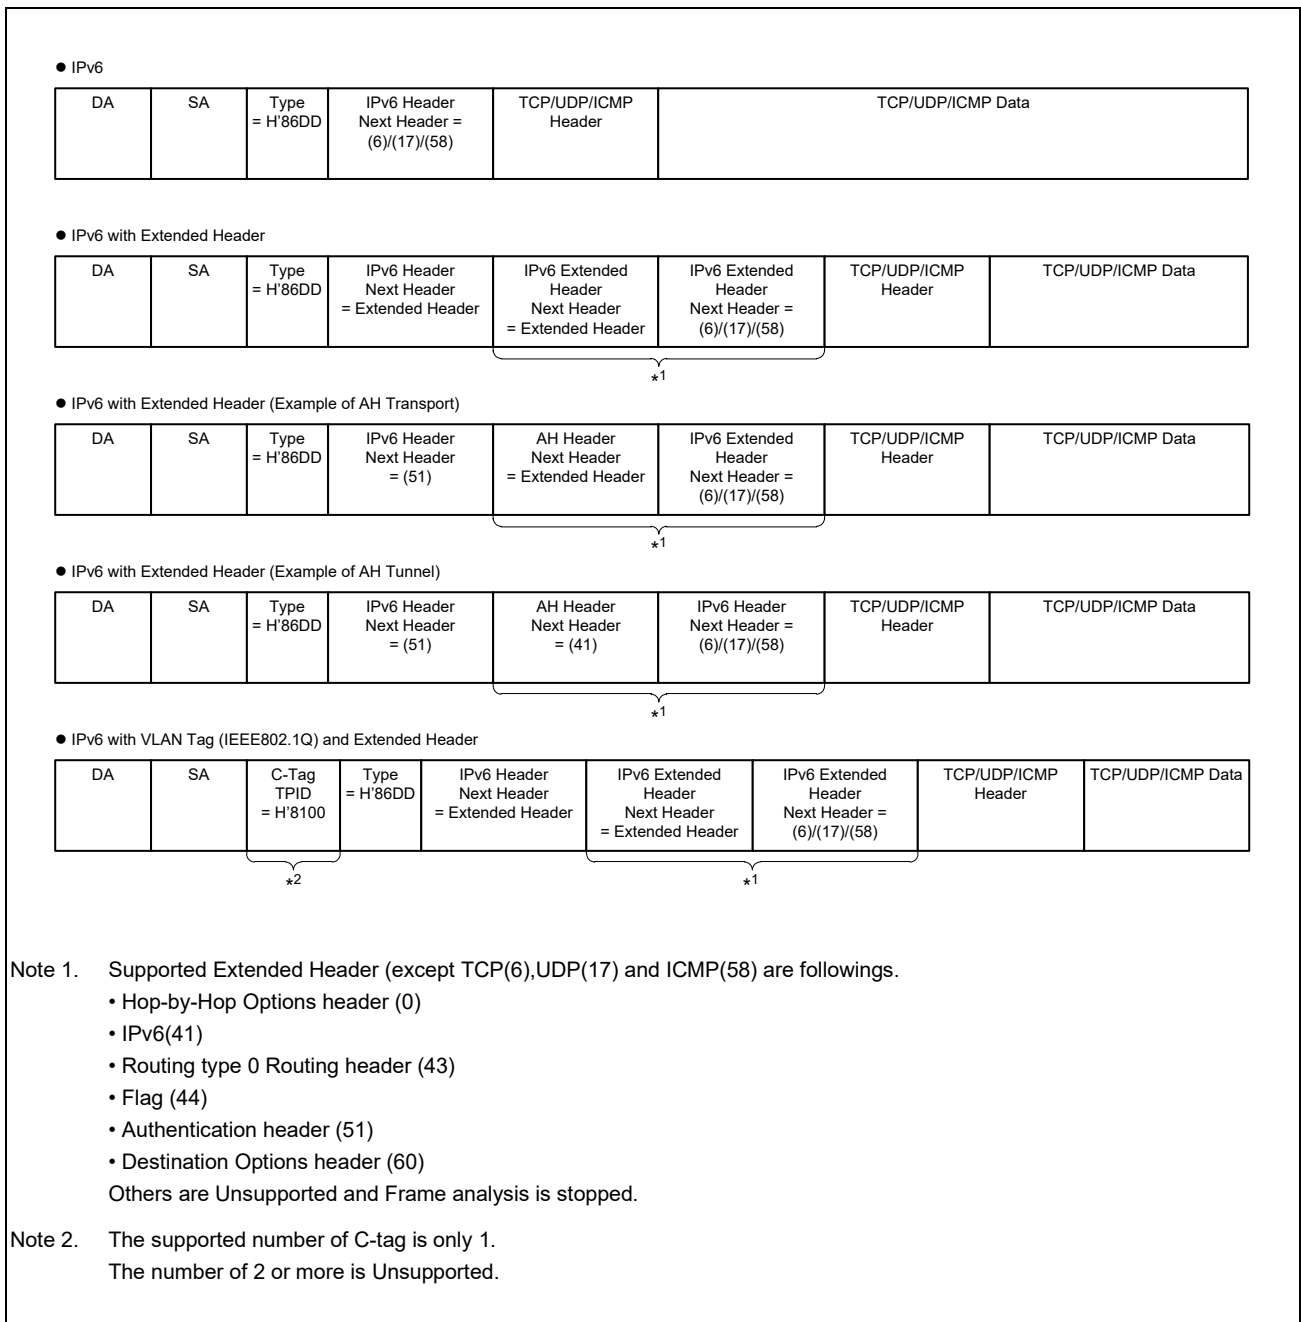 ● IPv6
DA
SA
Type
= H'86DD
IPv6 Header
Next Header =
(6)/(17)/(58)
TCP/UDP/ICMP
Header
TCP/UDP/ICMP Data
● IPv6 with Extended Header
DA
SA
Type
= H'86DD
IPv6 Header
Next Header
= Extended Header
IPv6 Extended
Header
Next Header
= Extended Header
IPv6 Extended
Header
Next Header =
(6)/(17)/(58)
TCP/UDP/ICMP
Header
TCP/UDP/ICMP Data
*1
● IPv6 with Extended Header (Example of AH Transport)
DA
SA
Type
= H'86DD
IPv6 Header
Next Header
= (51)
AH Header
Next Header
= Extended Header
IPv6 Extended
Header
Next Header =
(6)/(17)/(58)
TCP/UDP/ICMP
Header
TCP/UDP/ICMP Data
*1
● IPv6 with Extended Header (Example of AH Tunnel)
DA
SA
Type
= H'86DD
IPv6 Header
Next Header
= (51)
AH Header
Next Header
= (41)
IPv6 Header
Next Header =
(6)/(17)/(58)
TCP/UDP/ICMP
Header
TCP/UDP/ICMP Data
*1
● IPv6 with VLAN Tag (IEEE802.1Q) and Extended Header
DA
SA
C-Tag
TPID
= H'8100
Type
= H'86DD
IPv6 Header
Next Header
= Extended Header
IPv6 Extended
Header
Next Header
= Extended Header
IPv6 Extended
Header
Next Header =
(6)/(17)/(58)
TCP/UDP/ICMP
Header
TCP/UDP/ICMP Data
*2
*1
Note 1. Supported Extended Header (except TCP(6),UDP(17) and ICMP(58) are followings.
• Hop-by-Hop Options header (0)
• IPv6(41)
• Routing type 0 Routing header (43)
• Flag (44)
• Authentication header (51)
• Destination Options header (60)
Others are Unsupported and Frame analysis is stopped.
Note 2. The supported number of C-tag is only 1.
The number of 2 or more is Unsupported.